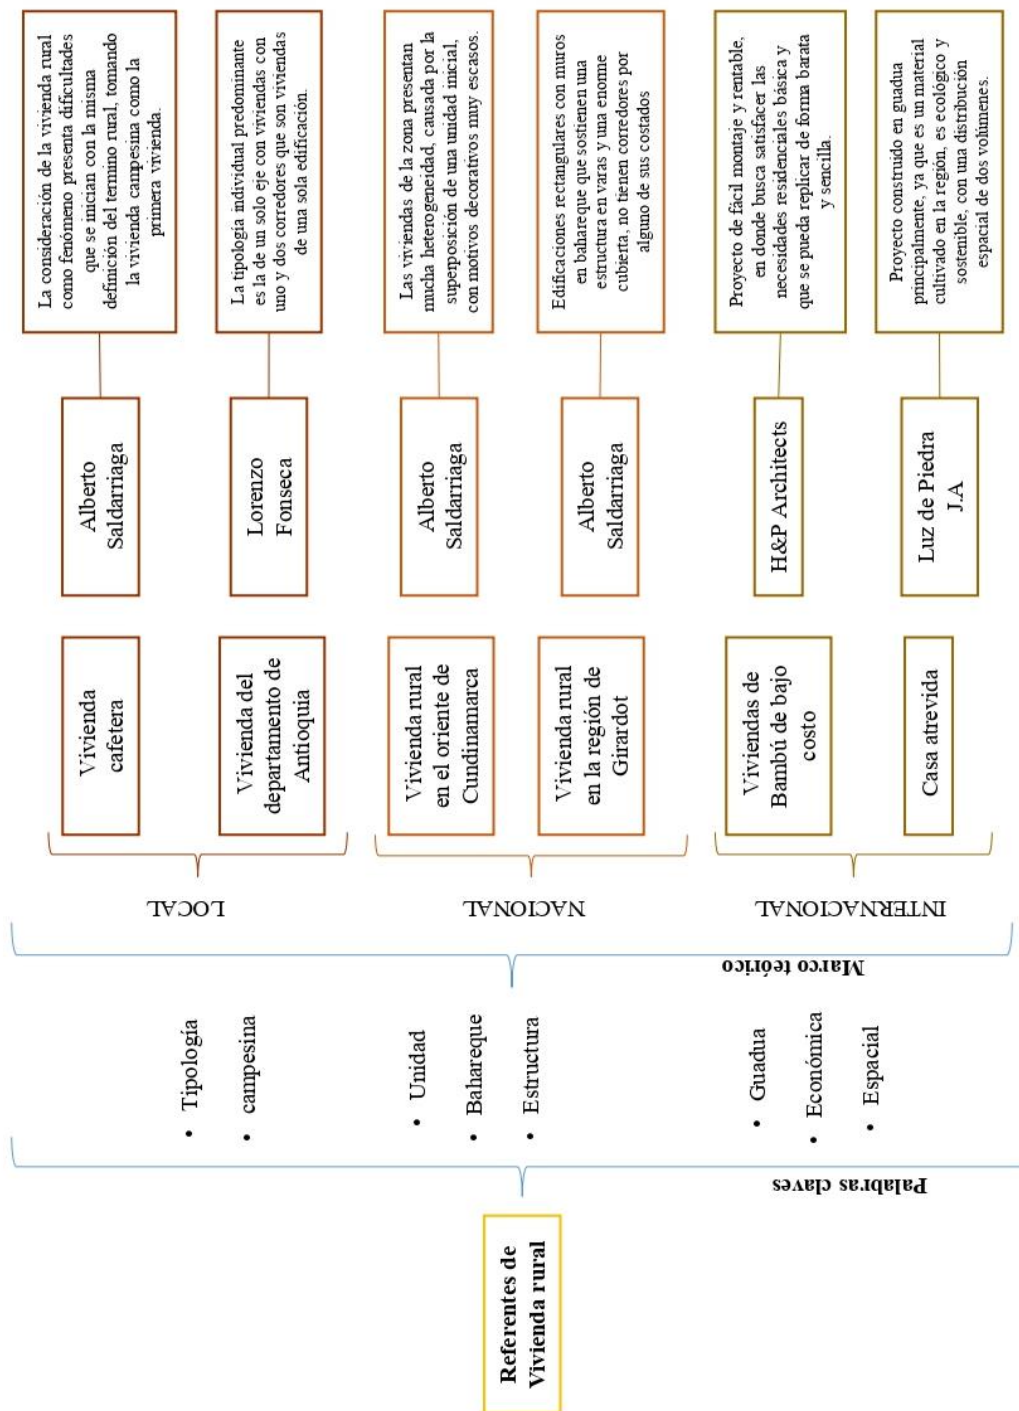 Referentes de
Vivienda rural
Palabras claves
• Tipología
• campesina
• Unidad
• Bahareque
• Estructura
• Guadua
• Económica
• Espacial
Marco teórico
LOCAL
Vivienda
cafetera
Alberto
Saldarriaga
La consideración de la vivienda rural
como fenómeno presenta dificultades
que se inician con la misma
definición del termino rural, tomando
la vivienda campesina como la
primera vivienda.
Vivienda del
departamento de
Antioquia
Lorenzo
Fonseca
La tipología individual predominante
es la de un solo eje con viviendas con
uno y dos corredores que son viviendas
de una sola edificación.
NACIONAL
Vivienda rural
en el oriente de
Cundinamarca
Alberto
Saldarriaga
Las viviendas de la zona presentan
mucha heterogeneidad, causada por la
superposición de una unidad inicial,
con motivos decorativos muy escasos.
Vivienda rural
en la región de
Girardot
Alberto
Saldarriaga
Edificaciones rectangulares con muros
en bahareque que sostienen una
estructura en varas y una enorme
cubierta, no tienen corredores por
alguno de sus costados
INTERNACIONAL
Viviendas de
Bambú de bajo
costo
H&P Architects
Proyecto de fácil montaje y rentable,
en donde busca satisfacer las
necesidades residenciales básica y
que se pueda replicar de forma barata
y sencilla.
Casa atrevida
Luz de Piedra
J.A
Proyecto construido en guadua
principalmente, ya que es un material
cultivado en la región, es ecológico y
sostenible, con una distribución
espacial de dos volúmenes.